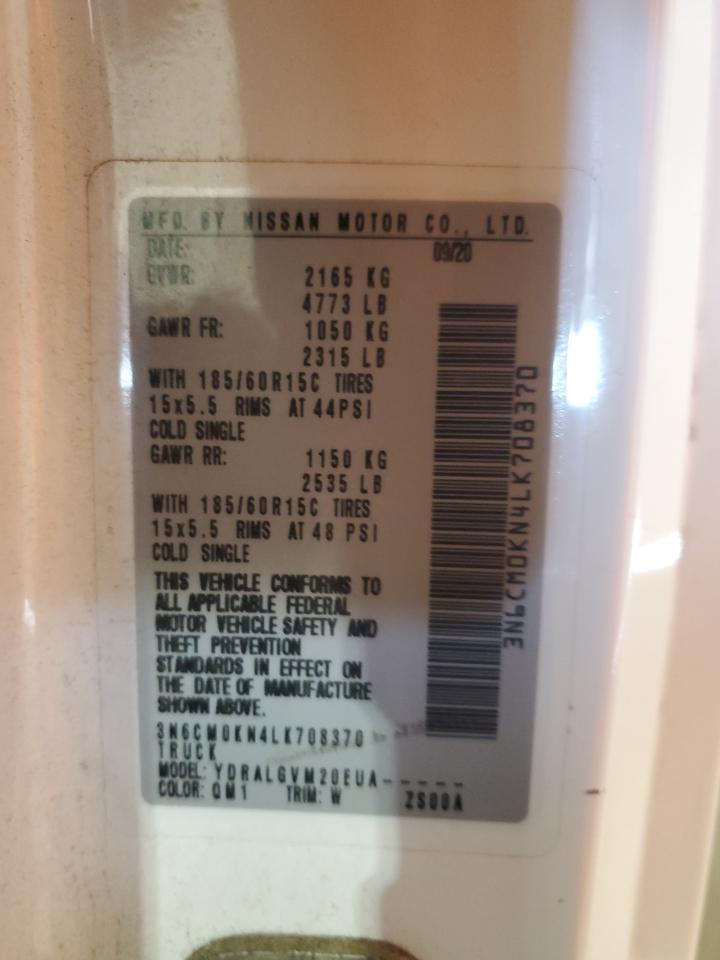 MFD. BY NISSAN MOTOR CO., LTD.
DATE: 09/20
GVWR: 2165 KG
4773 LB
GAWR FR: 1050 KG
2315 LB
WITH 185/60R15C TIRES
15x5.5 RIMS AT 44PSI
COLD SINGLE
GAWR RR: 1150 KG
2535 LB
WITH 185/60R15C TIRES
15x5.5 RIMS AT 48 PSI
COLD SINGLE
THIS VEHICLE CONFORMS TO
ALL APPLICABLE FEDERAL
MOTOR VEHICLE SAFETY AND
THEFT PREVENTION
STANDARDS IN EFFECT ON
THE DATE OF MANUFACTURE
SHOWN ABOVE.
3N6CM0KN4LK708370
TRUCK
MODEL: YDRALGVM20EUA-----
COLOR: QM1 TRIM: W ZS00A
3N6CM0KN4LK708370